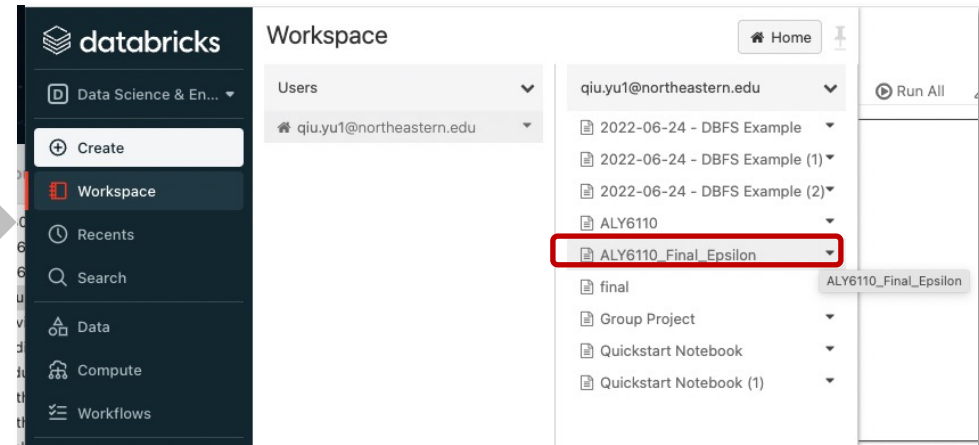 databricks
Data Science & En...
Create
Workspace
Recents
Search
Data
Compute
Workflows
Workspace
Home
Users
qiu.yu1@northeastern.edu
qiu.yu1@northeastern.edu
2022-06-24 - DBFS Example
2022-06-24 - DBFS Example (1)
2022-06-24 - DBFS Example (2)
ALY6110
ALY6110_Final_Epsilon
ALY6110_Final_Epsilon
final
Group Project
Quickstart Notebook
Quickstart Notebook (1)
Run All